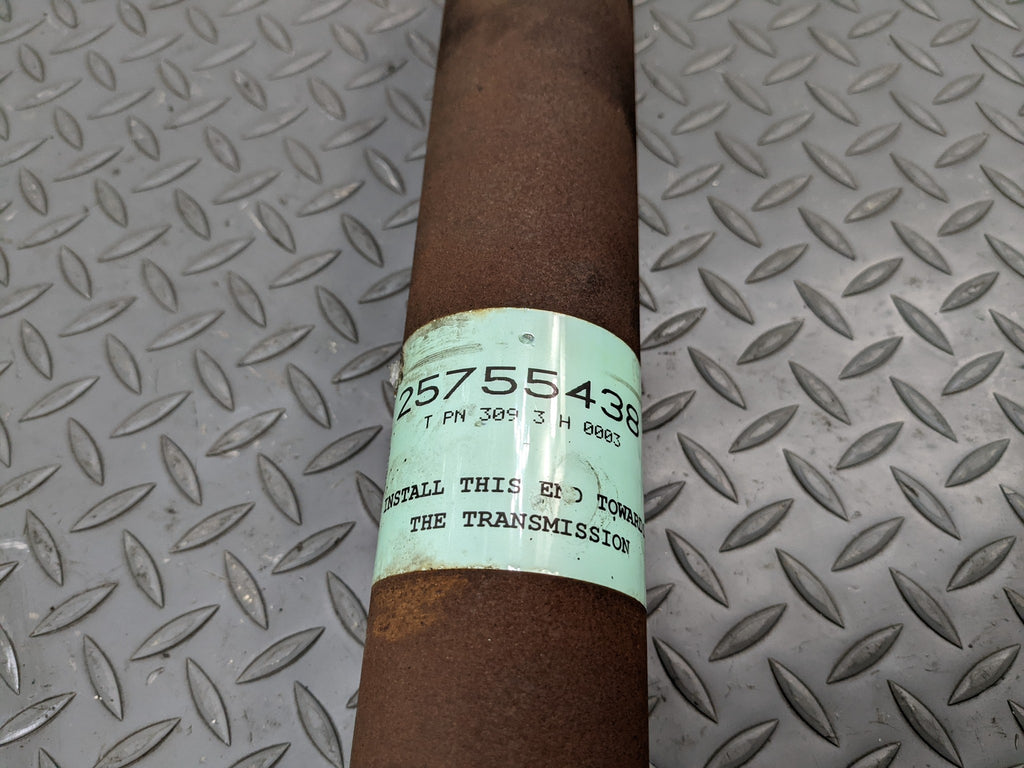 25755438
T PN 309 3 H 0003
INSTALL THIS END TOWARD
THE TRANSMISSION